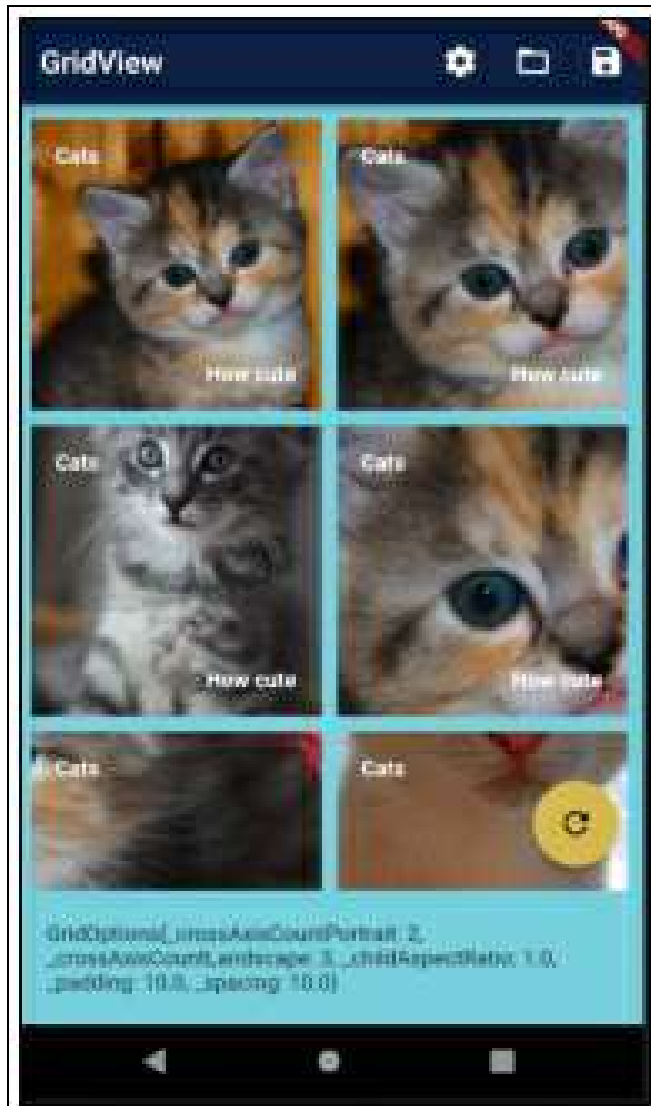 GridView
Cats
Cats
How cute
How cute
Cats
Cats
How cute
How cute
Cats
Cats
GridOptions{_crossAxisCountPortrait: 2,
_crossAxisCountLandscape: 3, _childAspectRatio: 1.0,
_padding: 10.0, _spacing: 10.0}